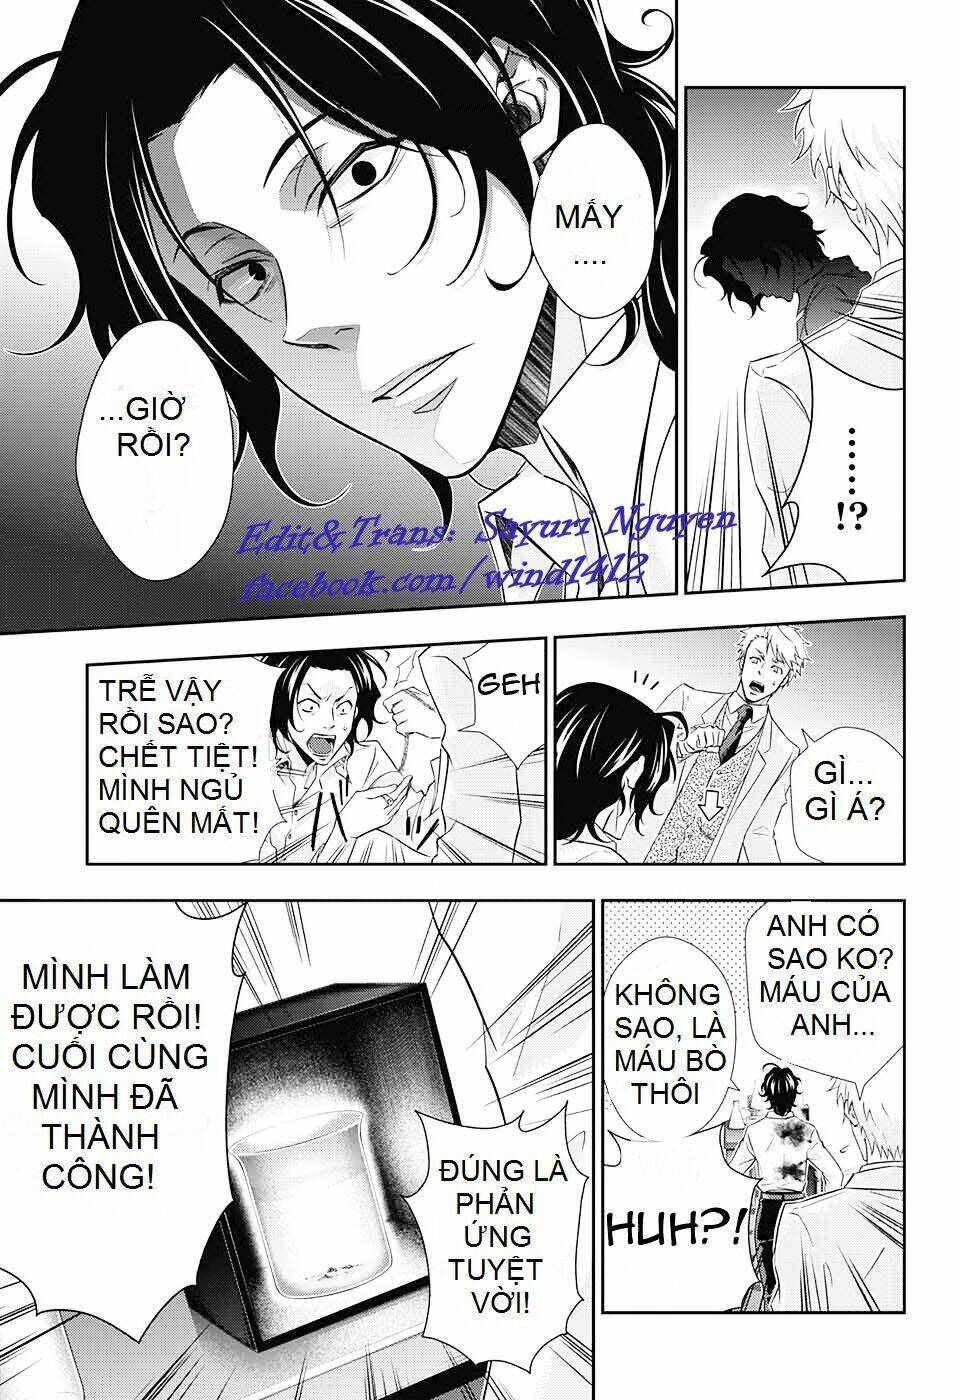 ......
!?
MẤY
....
...GIỜ
RỒI?
Edit&Trans: Sayuri Nguyen
facebook.com/wind1412
GÌ...
GÌ Á?
GEH
TRỄ VẬY
RỒI SAO?
CHẾT TIỆT!
MÌNH NGỦ
QUÊN MẤT!
ANH CÓ
SAO KO?
MÁU CỦA
ANH...
KHÔNG
SAO, LÀ
MÁU BÒ
THÔI
HUH?!
MÌNH LÀM
ĐƯỢC RỒI!
CUỐI CÙNG
MÌNH ĐÃ
THÀNH
CÔNG!
ĐÚNG LÀ
PHẢN
ỨNG
TUYỆT
VỜI!